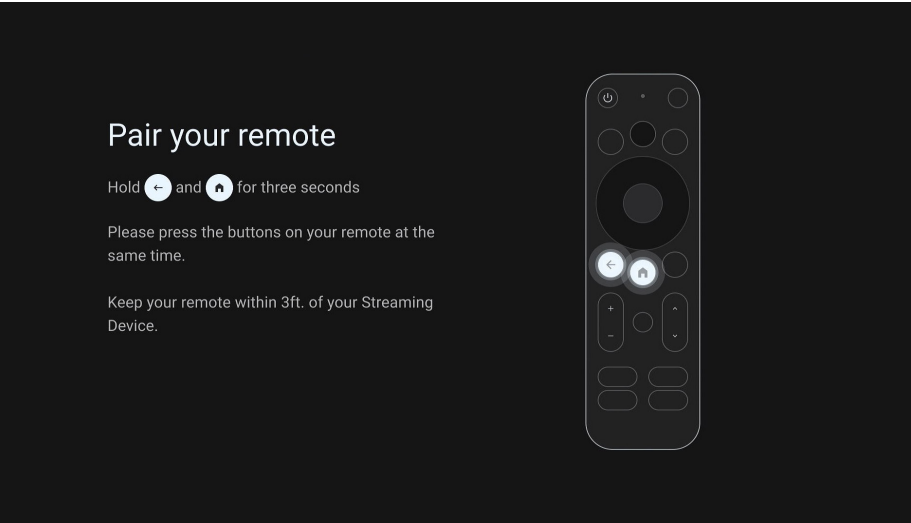 Pair your remote
Hold and for three seconds
Please press the buttons on your remote at the
same time.
Keep your remote within 3ft. of your Streaming
Device.